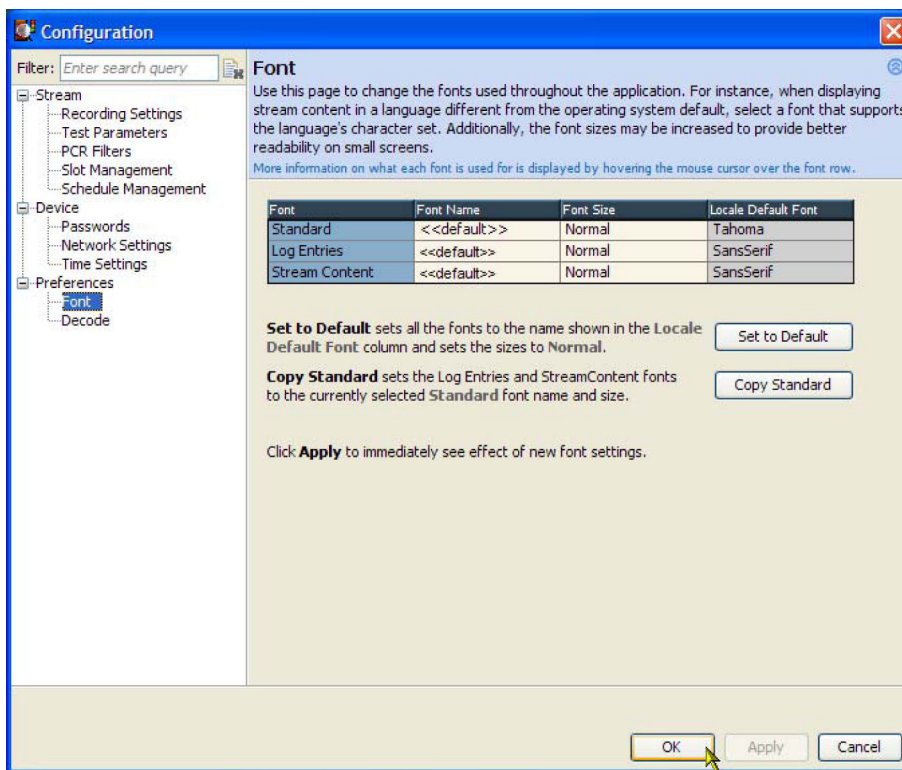 Configuration
Filter: Enter search query
Stream
Recording Settings
Test Parameters
PCR Filters
Slot Management
Schedule Management
Device
Passwords
Network Settings
Time Settings
Preferences
Font
Decode
Font
Use this page to change the fonts used throughout the application. For instance, when displaying
stream content in a language different from the operating system default, select a font that supports
the language's character set. Additionally, the font sizes may be increased to provide better
readability on small screens.
More information on what each font is used for is displayed by hovering the mouse cursor over the font row.
Font Font Name Font Size Locale Default Font
Standard <<default>> Normal Tahoma
Log Entries <<default>> Normal SansSerif
Stream Content <<default>> Normal SansSerif
Set to Default sets all the fonts to the name shown in the Locale
Default Font column and sets the sizes to Normal.
Set to Default
Copy Standard sets the Log Entries and StreamContent fonts
to the currently selected Standard font name and size.
Copy Standard
Click Apply to immediately see effect of new font settings.
OK Apply Cancel